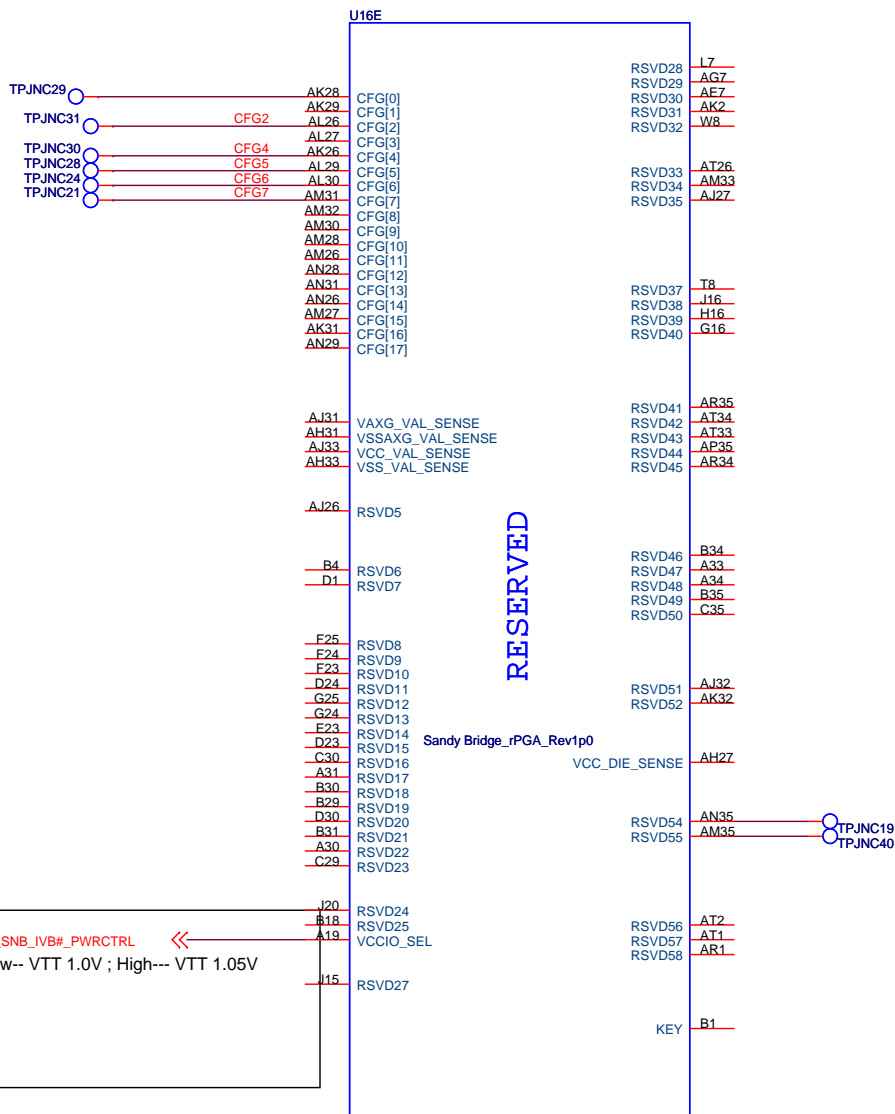 U16E
TPJNC29
AK28 CFG[0]
AK29 CFG[1]
TPJNC31 CFG2 AL26 CFG[2]
AL27 CFG[3]
TPJNC30 CFG4 AK26 CFG[4]
TPJNC28 CFG5 AL29 CFG[5]
TPJNC24 CFG6 AL30 CFG[6]
TPJNC21 CFG7 AM31 CFG[7]
AM32 CFG[8]
AM30 CFG[9]
AM28 CFG[10]
AM26 CFG[11]
AN28 CFG[12]
AN31 CFG[13]
AN26 CFG[14]
AM27 CFG[15]
AK31 CFG[16]
AN29 CFG[17]
AJ31 VAXG_VAL_SENSE
AH31 VSSAXG_VAL_SENSE
AJ33 VCC_VAL_SENSE
AH33 VSS_VAL_SENSE
AJ26 RSVD5
B4 RSVD6
D1 RSVD7
F25 RSVD8
F24 RSVD9
F23 RSVD10
D24 RSVD11
G25 RSVD12
G24 RSVD13
E23 RSVD14
D23 RSVD15
C30 RSVD16
A31 RSVD17
B30 RSVD18
B29 RSVD19
D30 RSVD20
B31 RSVD21
A30 RSVD22
C29 RSVD23
J20 RSVD24
B18 RSVD25
_SNB_IVB#_PWRCTRL A19 VCCIO_SEL
w-- VTT 1.0V ; High--- VTT 1.05V
J15 RSVD27
RESERVED
Sandy Bridge_rPGA_Rev1p0
RSVD28 L7
RSVD29 AG7
RSVD30 AE7
RSVD31 AK2
RSVD32 W8
RSVD33 AT26
RSVD34 AM33
RSVD35 AJ27
RSVD37 T8
RSVD38 J16
RSVD39 H16
RSVD40 G16
RSVD41 AR35
RSVD42 AT34
RSVD43 AT33
RSVD44 AP35
RSVD45 AR34
RSVD46 B34
RSVD47 A33
RSVD48 A34
RSVD49 B35
RSVD50 C35
RSVD51 AJ32
RSVD52 AK32
VCC_DIE_SENSE AH27
RSVD54 AN35 TPJNC19
RSVD55 AM35 TPJNC40
RSVD56 AT2
RSVD57 AT1
RSVD58 AR1
KEY B1